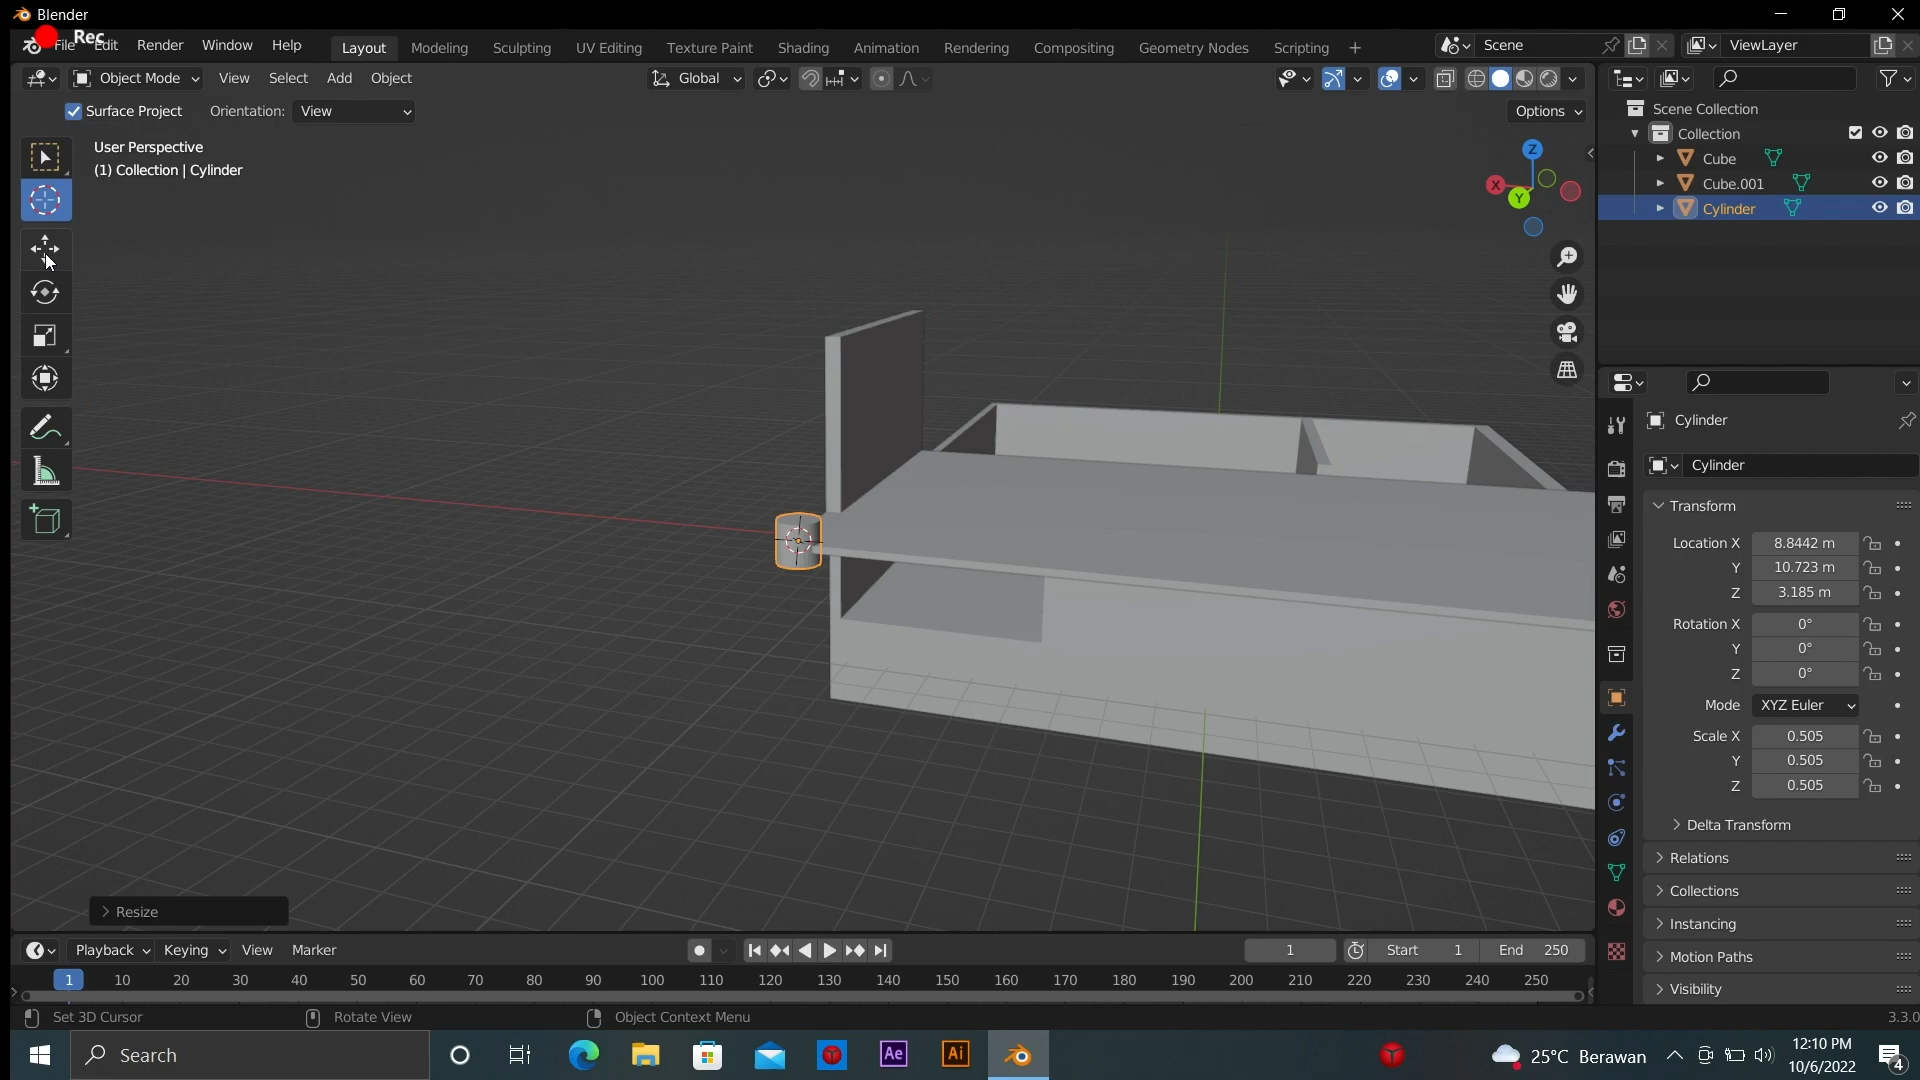 Blender
Rec
File Edit Render Window Help Layout Modeling Sculpting UV Editing Texture Paint Shading Animation Rendering Compositing Geometry Nodes Scripting + Scene ViewLayer
Object Mode View Select Add Object Global
Surface Project Orientation: View Options
User Perspective
(1) Collection | Cylinder
Z
X
Y
Scene Collection
Collection
Cube
Cube.001
Cylinder
Cylinder
Cylinder
Transform
Location X 8.8442 m
Y 10.723 m
Z 3.185 m
Rotation X 0°
Y 0°
Z 0°
Mode XYZ Euler
Scale X 0.505
Y 0.505
Z 0.505
Delta Transform
Relations
Collections
Instancing
Motion Paths
Visibility
Resize
Playback Keying View Marker 1 Start 1 End 250
1 10 20 30 40 50 60 70 80 90 100 110 120 130 140 150 160 170 180 190 200 210 220 230 240 250
Set 3D Cursor Rotate View Object Context Menu 3.3.0
Search Ae Ai 25°C Berawan 12:10 PM
10/6/2022 4